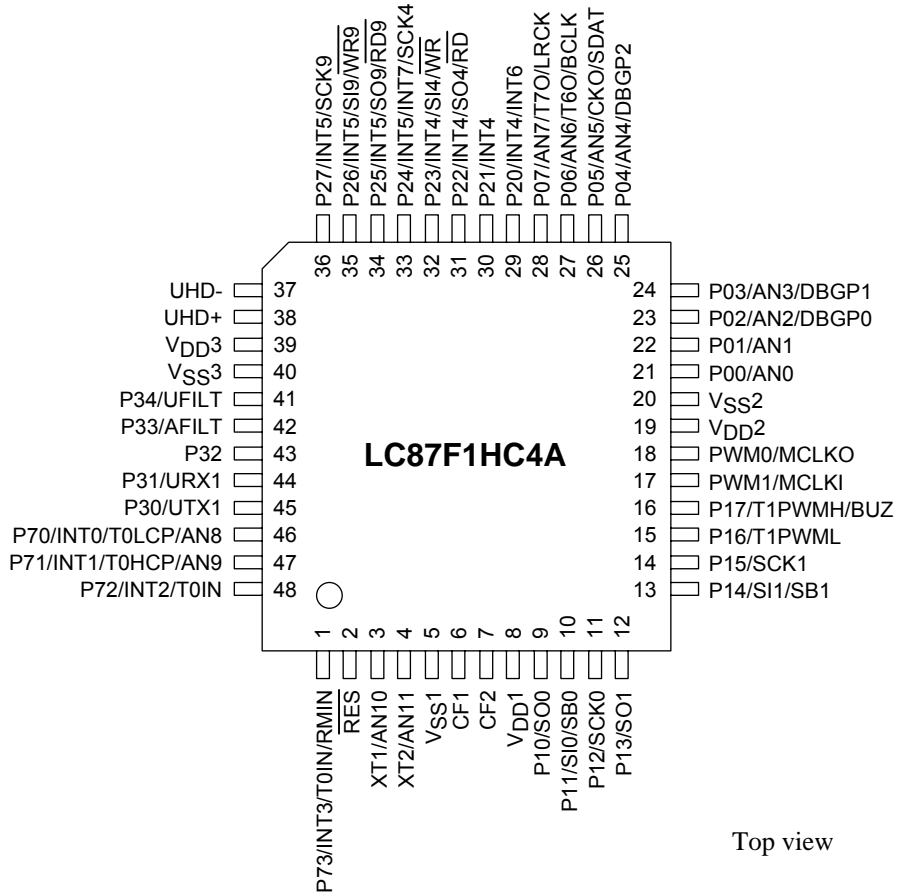 P27/INT5/SCK9
P26/INT5/SI9/WR9
P25/INT5/SO9/RD9
P24/INT5/INT7/SCK4
P23/INT4/SI4/WR
P22/INT4/SO4/RD
P21/INT4
P20/INT4/INT6
P07/AN7/T7O/LRCK
P06/AN6/T6O/BCLK
P05/AN5/CKO/SDAT
P04/AN4/DBGP2
36 35 34 33 32 31 30 29 28 27 26 25
UHD- 37
UHD+ 38
VDD3 39
VSS3 40
P34/UFILT 41
P33/AFILT 42
P32 43
P31/URX1 44
P30/UTX1 45
P70/INT0/T0LCP/AN8 46
P71/INT1/T0HCP/AN9 47
P72/INT2/T0IN 48
LC87F1HC4A
24 P03/AN3/DBGP1
23 P02/AN2/DBGP0
22 P01/AN1
21 P00/AN0
20 VSS2
19 VDD2
18 PWM0/MCLKO
17 PWM1/MCLKI
16 P17/T1PWMH/BUZ
15 P16/T1PWML
14 P15/SCK1
13 P14/SI1/SB1
1 2 3 4 5 6 7 8 9 10 11 12
P73/INT3/T0IN/RMIN
RES
XT1/AN10
XT2/AN11
VSS1
CF1
CF2
VDD1
P10/SO0
P11/SI0/SB0
P12/SCK0
P13/SO1
Top view